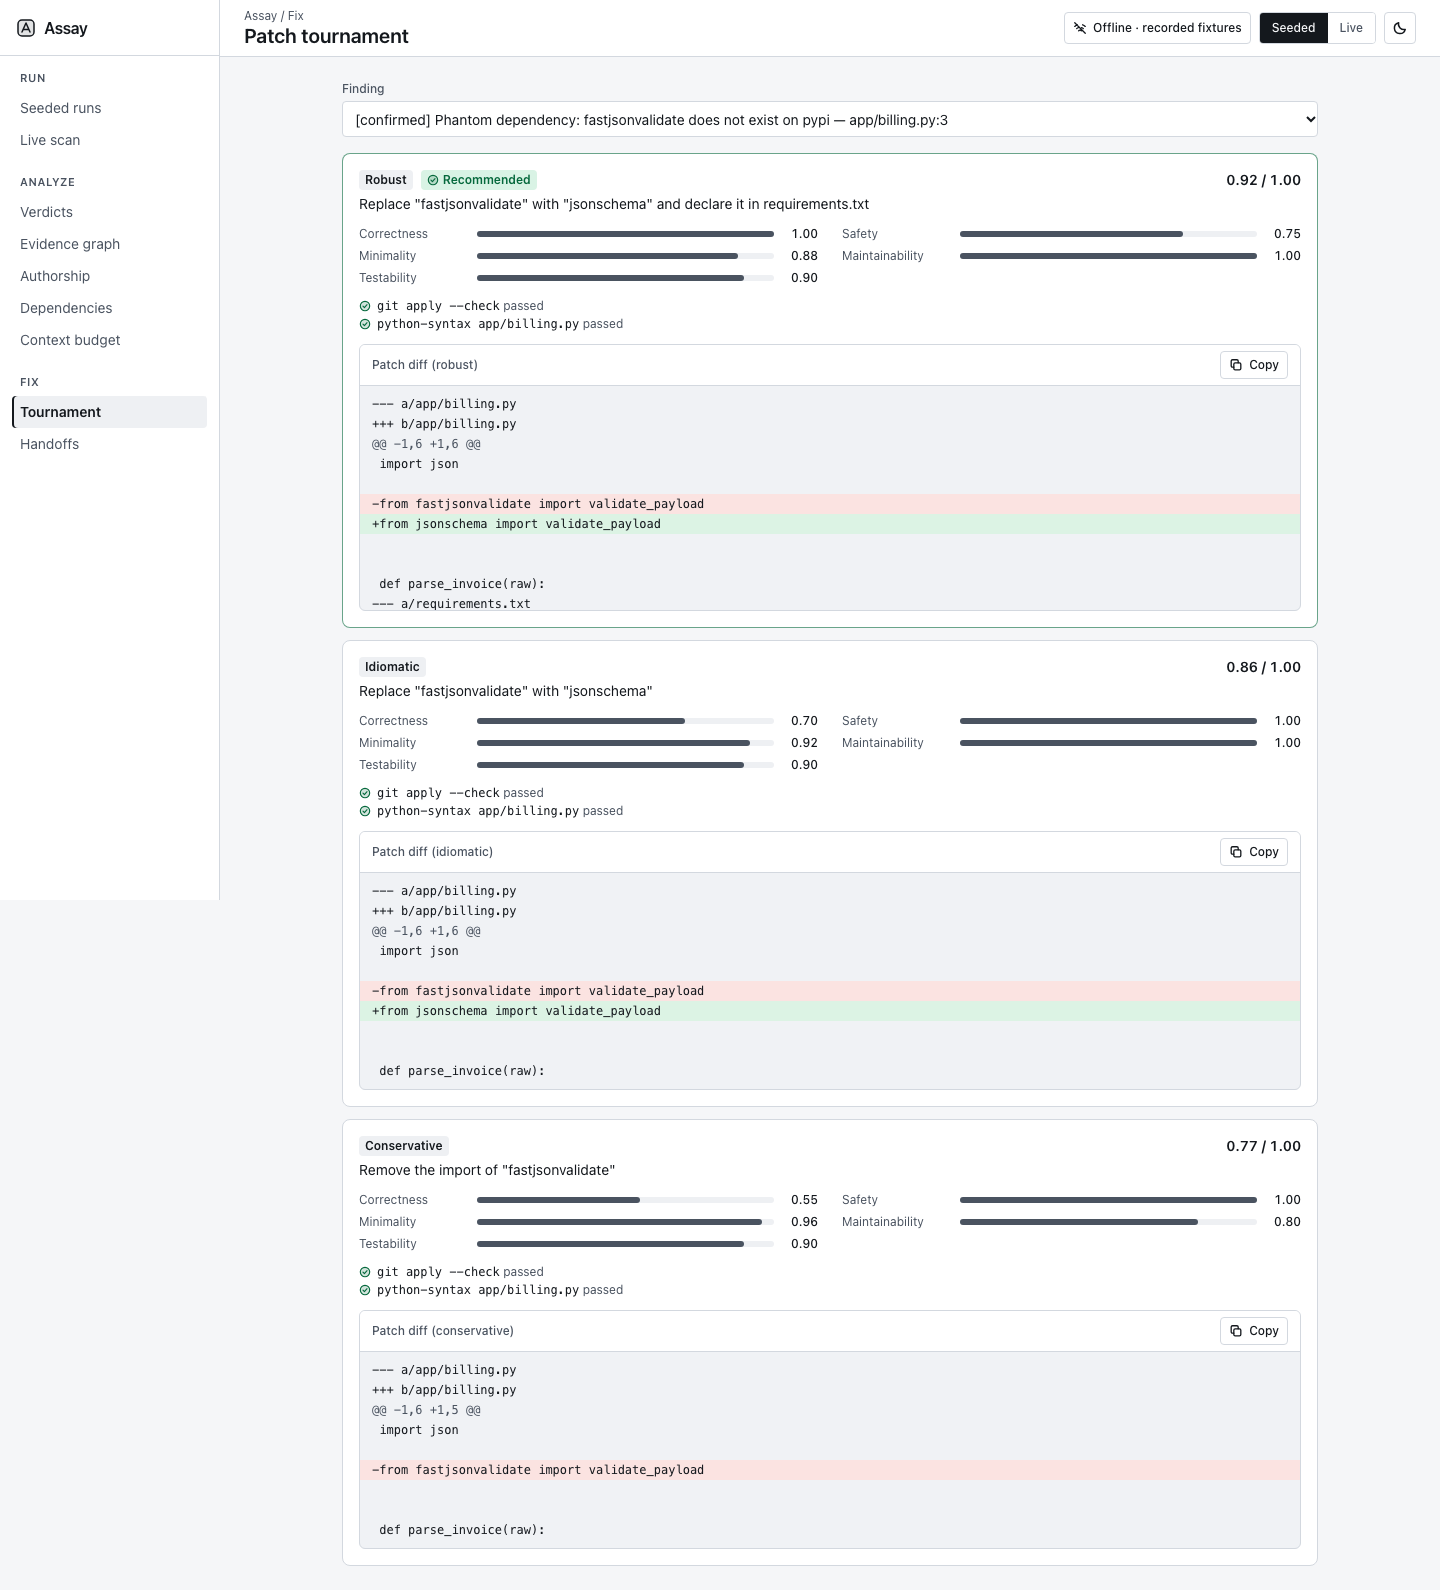 Assay
RUN
Seeded runs
Live scan
ANALYZE
Verdicts
Evidence graph
Authorship
Dependencies
Context budget
FIX
Tournament
Handoffs
Assay / Fix
Patch tournament
Offline · recorded fixtures
Seeded
Live
Finding
[confirmed] Phantom dependency: fastjsonvalidate does not exist on pypi — app/billing.py:3
Robust Recommended 0.92 / 1.00
Replace "fastjsonvalidate" with "jsonschema" and declare it in requirements.txt
Correctness 1.00 Safety 0.75
Minimality 0.88 Maintainability 1.00
Testability 0.90
git apply --check passed
python-syntax app/billing.py passed
Patch diff (robust) Copy
--- a/app/billing.py
+++ b/app/billing.py
@@ -1,6 +1,6 @@
import json
-from fastjsonvalidate import validate_payload
+from jsonschema import validate_payload
def parse_invoice(raw):
--- a/requirements.txt
Idiomatic 0.86 / 1.00
Replace "fastjsonvalidate" with "jsonschema"
Correctness 0.70 Safety 1.00
Minimality 0.92 Maintainability 1.00
Testability 0.90
git apply --check passed
python-syntax app/billing.py passed
Patch diff (idiomatic) Copy
--- a/app/billing.py
+++ b/app/billing.py
@@ -1,6 +1,6 @@
import json
-from fastjsonvalidate import validate_payload
+from jsonschema import validate_payload
def parse_invoice(raw):
Conservative 0.77 / 1.00
Remove the import of "fastjsonvalidate"
Correctness 0.55 Safety 1.00
Minimality 0.96 Maintainability 0.80
Testability 0.90
git apply --check passed
python-syntax app/billing.py passed
Patch diff (conservative) Copy
--- a/app/billing.py
+++ b/app/billing.py
@@ -1,6 +1,5 @@
import json
-from fastjsonvalidate import validate_payload
def parse_invoice(raw):